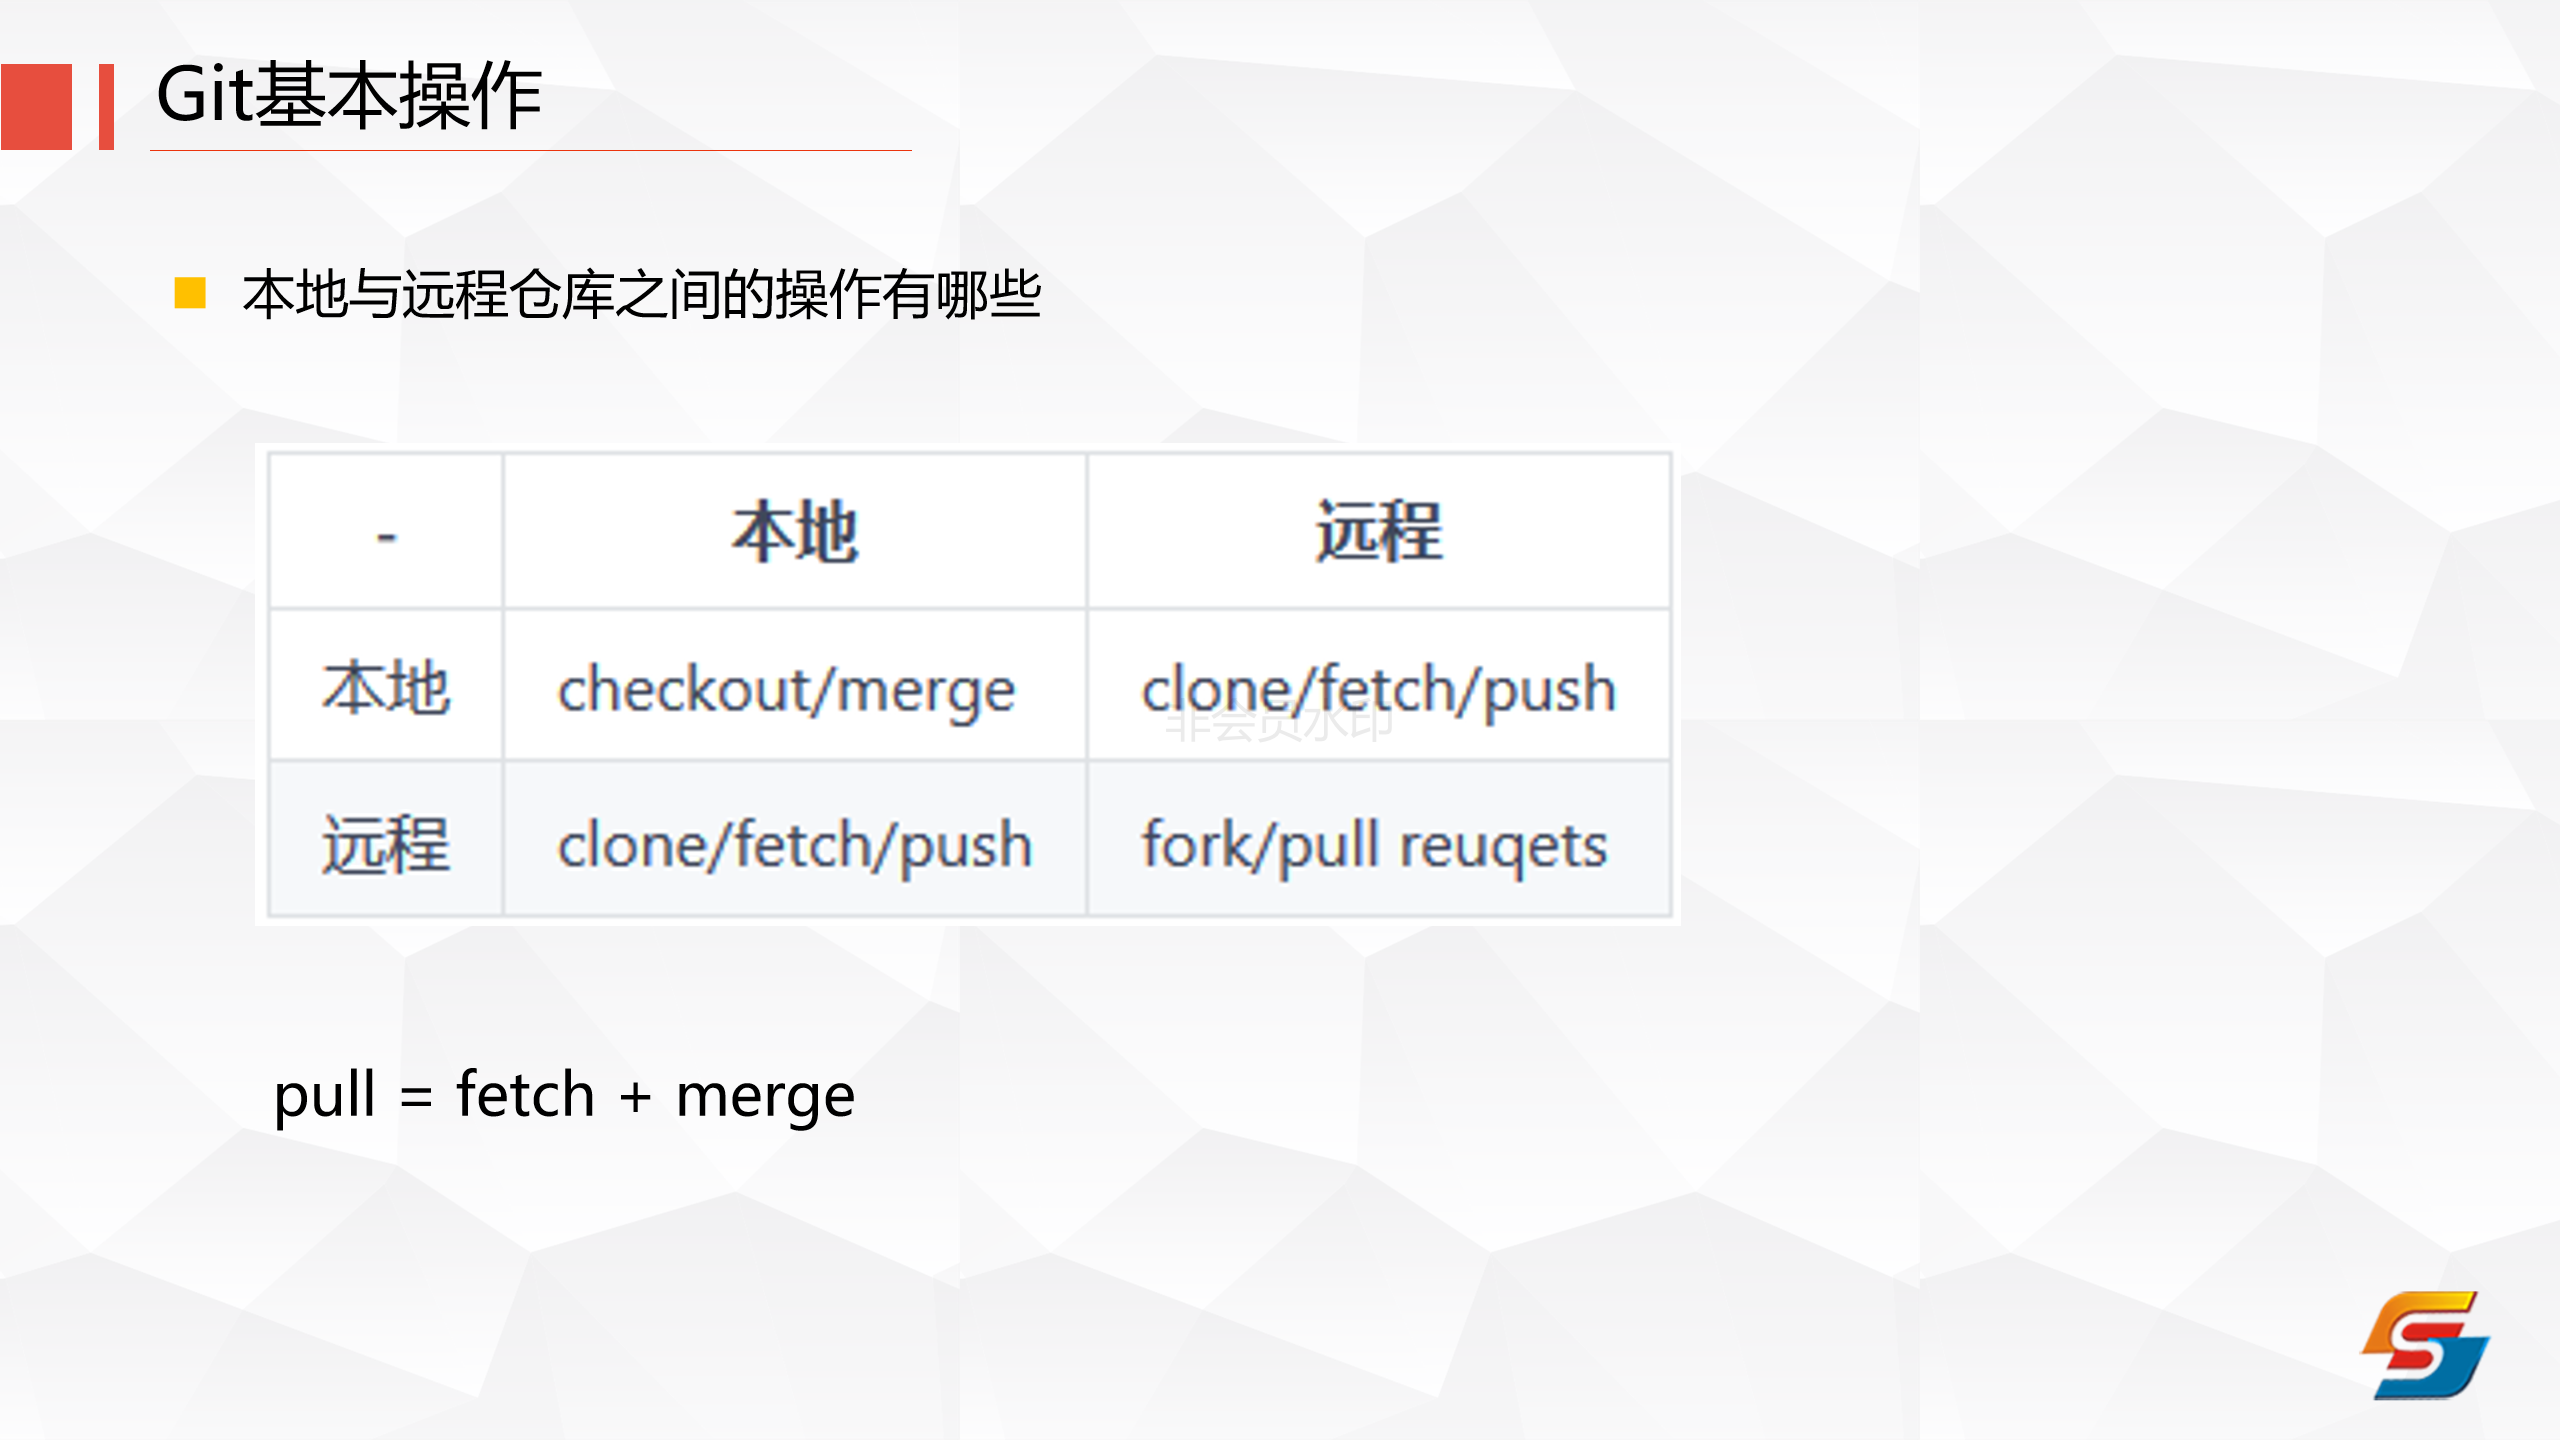 Git基本操作
本地与远程仓库之间的操作有哪些
- 本地 远程
本地 checkout/merge clone/fetch/push
非会员水印
远程 clone/fetch/push fork/pull reuqets
pull = fetch + merge